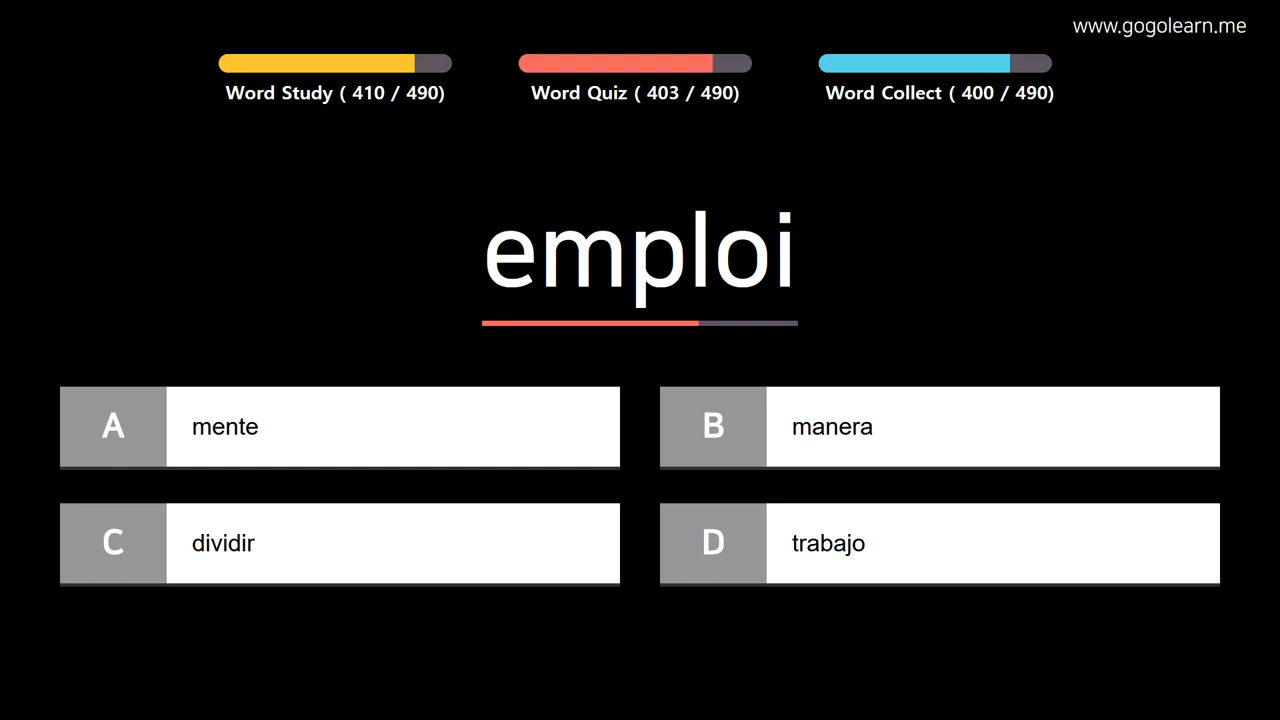 www.gogolearn.me
Word Study ( 410 / 490)
Word Quiz ( 403 / 490)
Word Collect ( 400 / 490)
emploi
A mente
B manera
C dividir
D trabajo